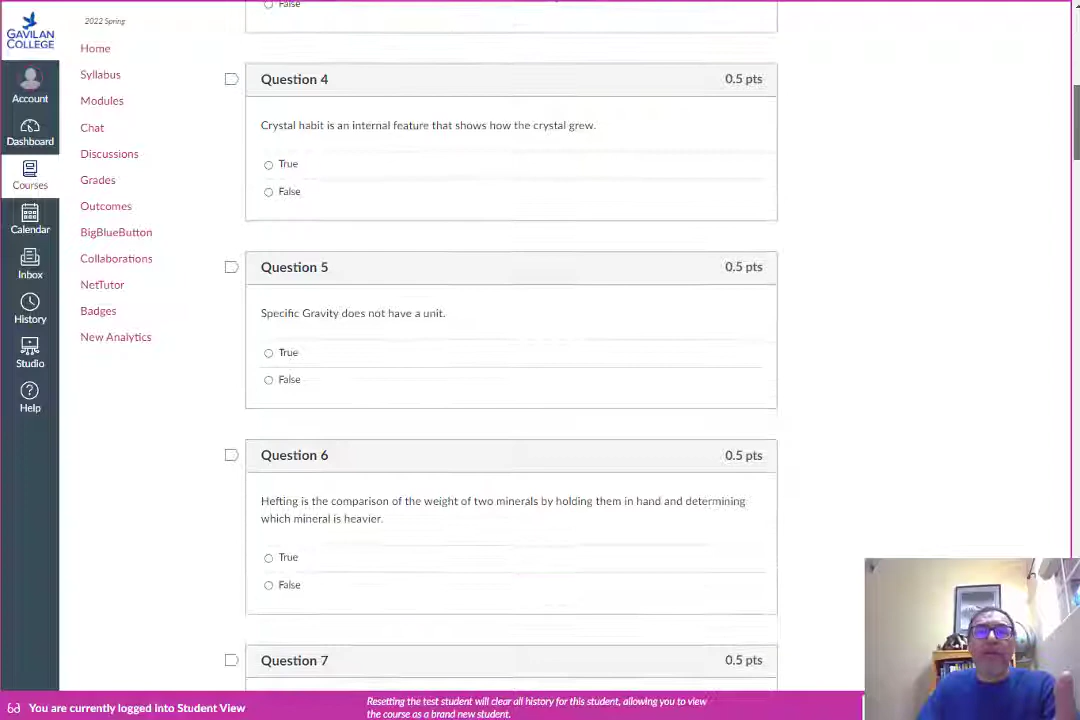 False
2022 Spring
GAVILAN
COLLEGE
Home
Syllabus
Modules
Chat
Discussions
Grades
Outcomes
BigBlueButton
Collaborations
NetTutor
Badges
New Analytics
Account
Dashboard
Courses
Calendar
Inbox
History
Studio
Help
Question 4 0.5 pts
Crystal habit is an internal feature that shows how the crystal grew.
True
False
Question 5 0.5 pts
Specific Gravity does not have a unit.
True
False
Question 6 0.5 pts
Hefting is the comparison of the weight of two minerals by holding them in hand and determining
which mineral is heavier.
True
False
Question 7 0.5 pts
You are currently logged into Student View
Resetting the test student will clear all history for this student, allowing you to view
the course as a brand new student.